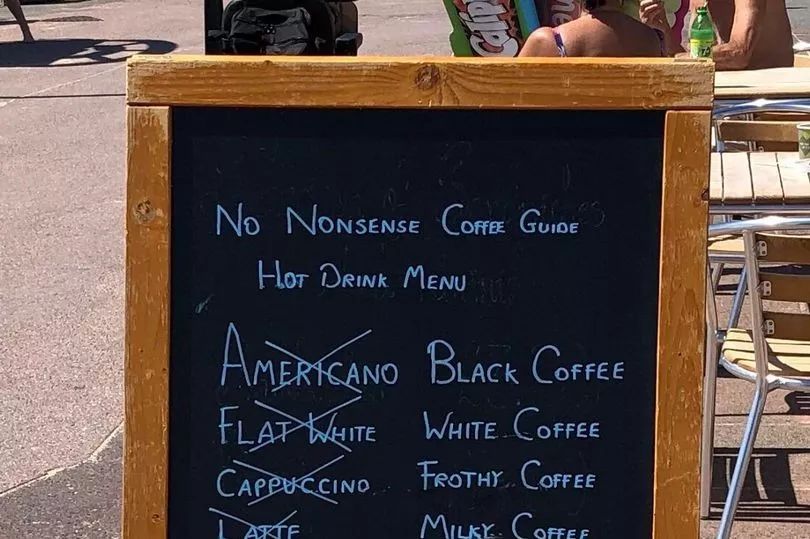 Calip
No Nonsense Coffee Guide
Hot Drink Menu
Americano Black Coffee
Flat White White Coffee
Cappuccino Frothy Coffee
Latte Milky Coffee